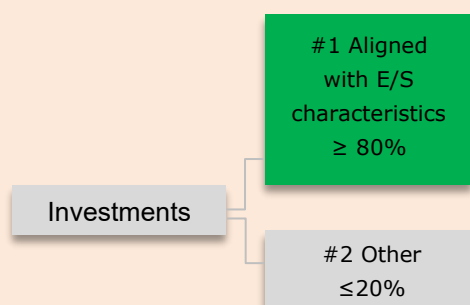 #1 Aligned
with E/S
characteristics
≥ 80%
Investments
#2 Other
≤20%